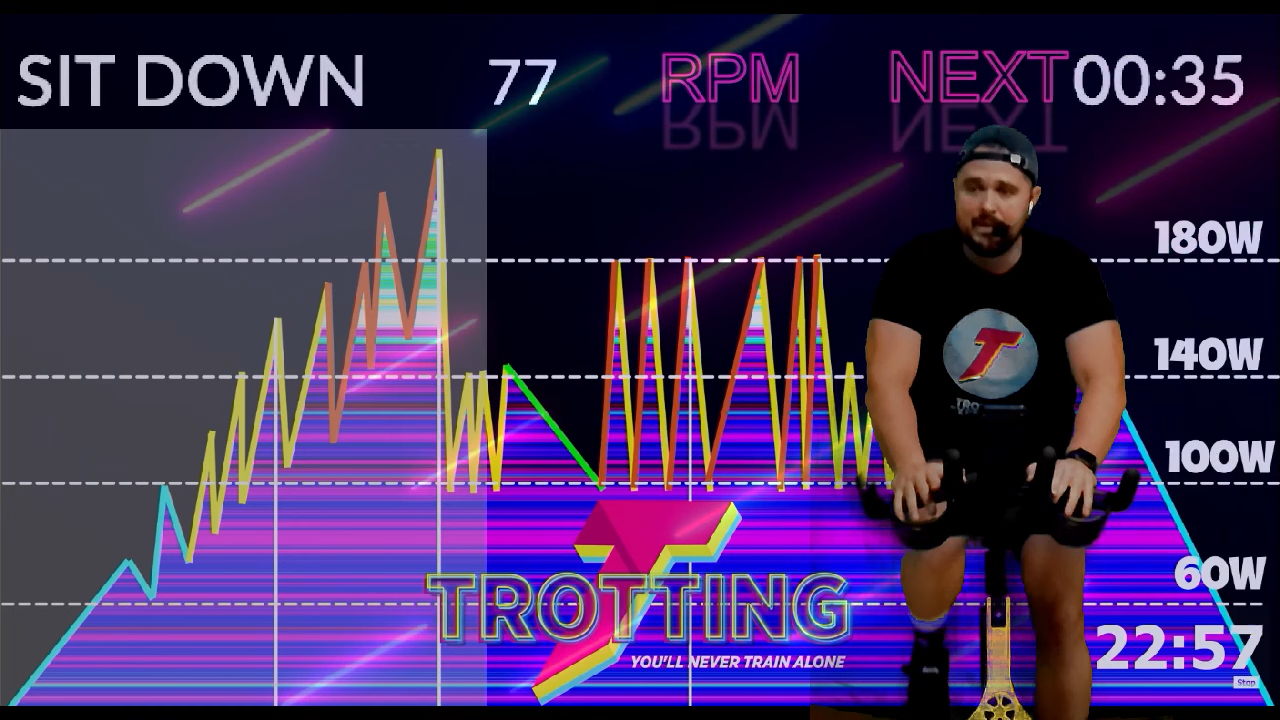 SIT DOWN 77 RPM NEXT 00:35
180W
140W
100W
60W
TROTTING
YOU'LL NEVER TRAIN ALONE
22:57
Stop
T